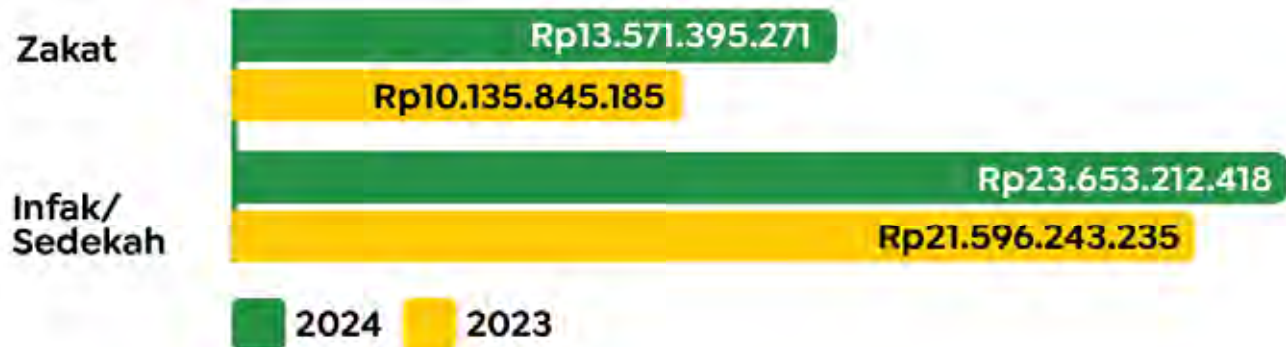 Zakat
Rp13.571.395.271
Rp10.135.845.185
Infak/
Sedekah
Rp23.653.212.418
Rp21.596.243.235
2024
2023